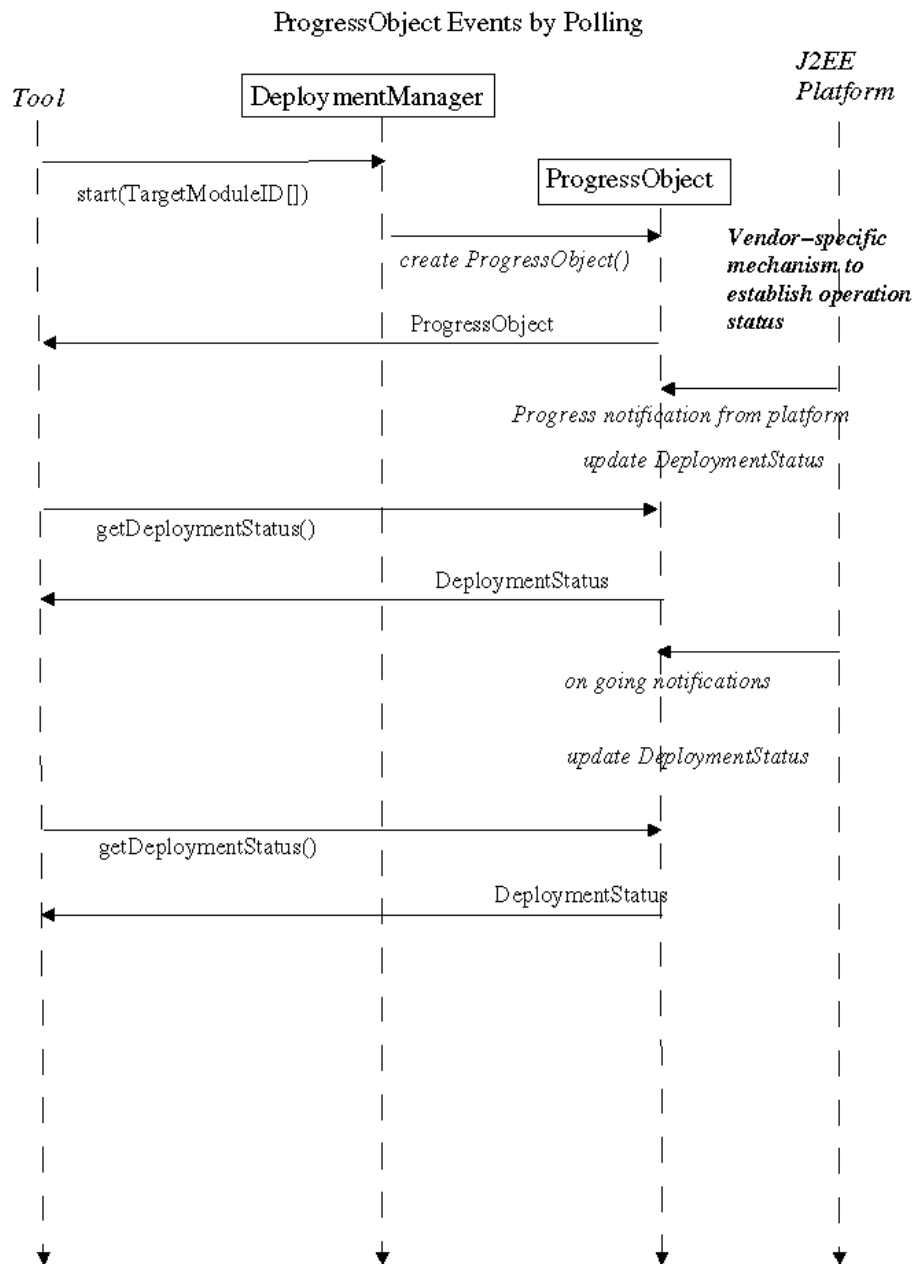 ProgressObject Events by Polling
J2EE
Platform
Tool
DeploymentManager
start(TargetModuleID[])
ProgressObject
create ProgressObject()
Vendor–specific
mechanism to
establish operation
status
ProgressObject
Progress notification from platform
update DeploymentStatus
getDeploymentStatus()
DeploymentStatus
on going notifications
update DeploymentStatus
getDeploymentStatus()
DeploymentStatus